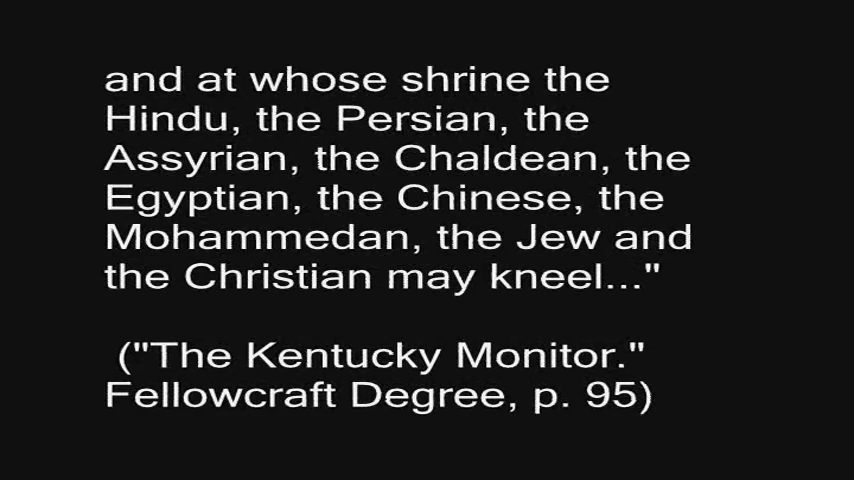 and at whose shrine the
Hindu, the Persian, the
Assyrian, the Chaldean, the
Egyptian, the Chinese, the
Mohammedan, the Jew and
the Christian may kneel..."
("The Kentucky Monitor."
Fellowcraft Degree, p. 95)